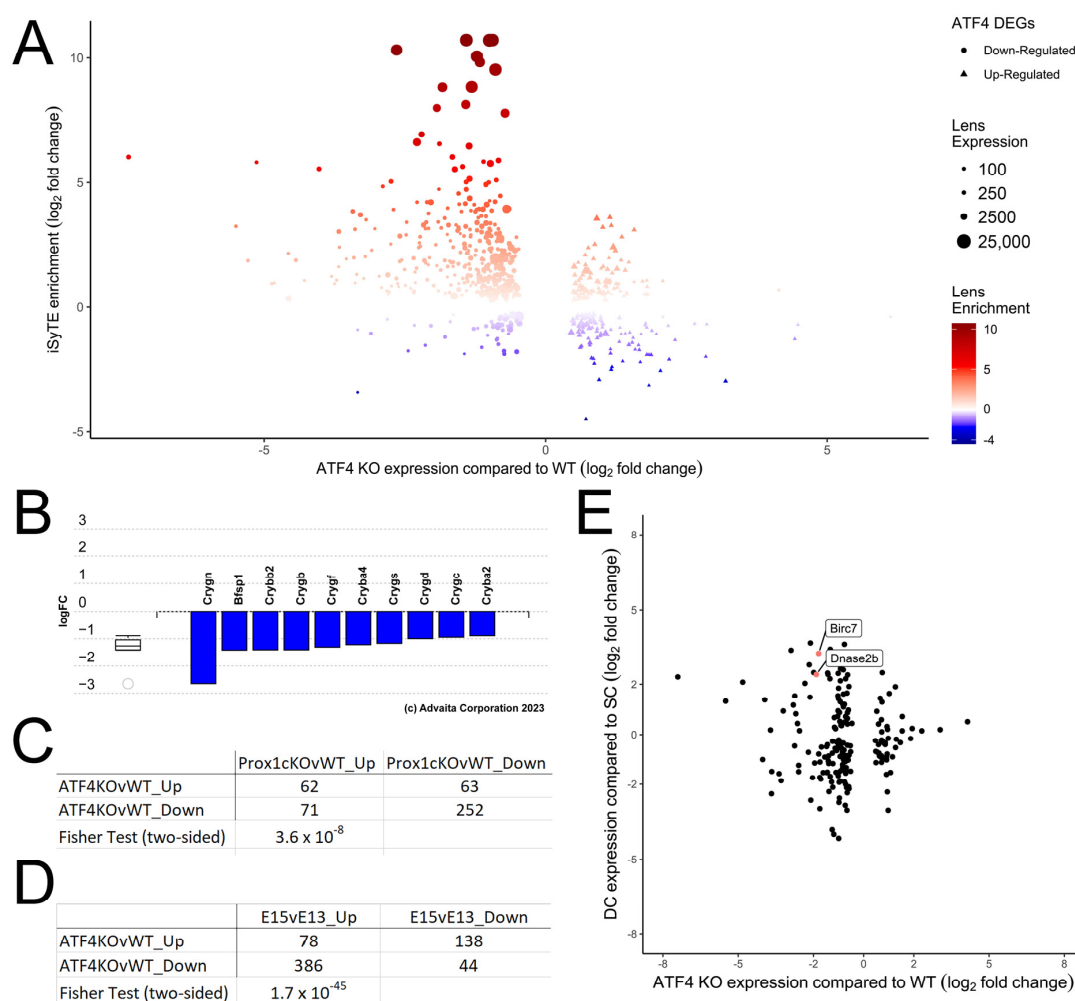 A
10
5
0
-5
iSyTE enrichment (log2 fold change)
-5
0
5
ATF4 KO expression compared to WT (log2 fold change)
ATF4 DEGs
Down-Regulated
Up-Regulated
Lens
Expression
100
250
2500
25,000
Lens
Enrichment
10
5
0
-4
B
3
2
1
0
−1
−2
−3
logFC
Crygn
Bfsp1
Crybb2
Crygb
Crygf
Cryba4
Crygs
Crygd
Crygc
Cryba2
(c) Advaita Corporation 2023
C
Prox1cKOvWT_Up Prox1cKOvWT_Down
ATF4KOvWT_Up 62 63
ATF4KOvWT_Down 71 252
Fisher Test (two-sided) 3.6 x 10-8
D
E15vE13_Up E15vE13_Down
ATF4KOvWT_Up 78 138
ATF4KOvWT_Down 386 44
Fisher Test (two-sided) 1.7 x 10-45
E
8
5
2
0
-2
-5
-8
DC expression compared to SC (log2 fold change)
Birc7
Dnase2b
-8 -5 -2 0 2 5 8
ATF4 KO expression compared to WT (log2 fold change)